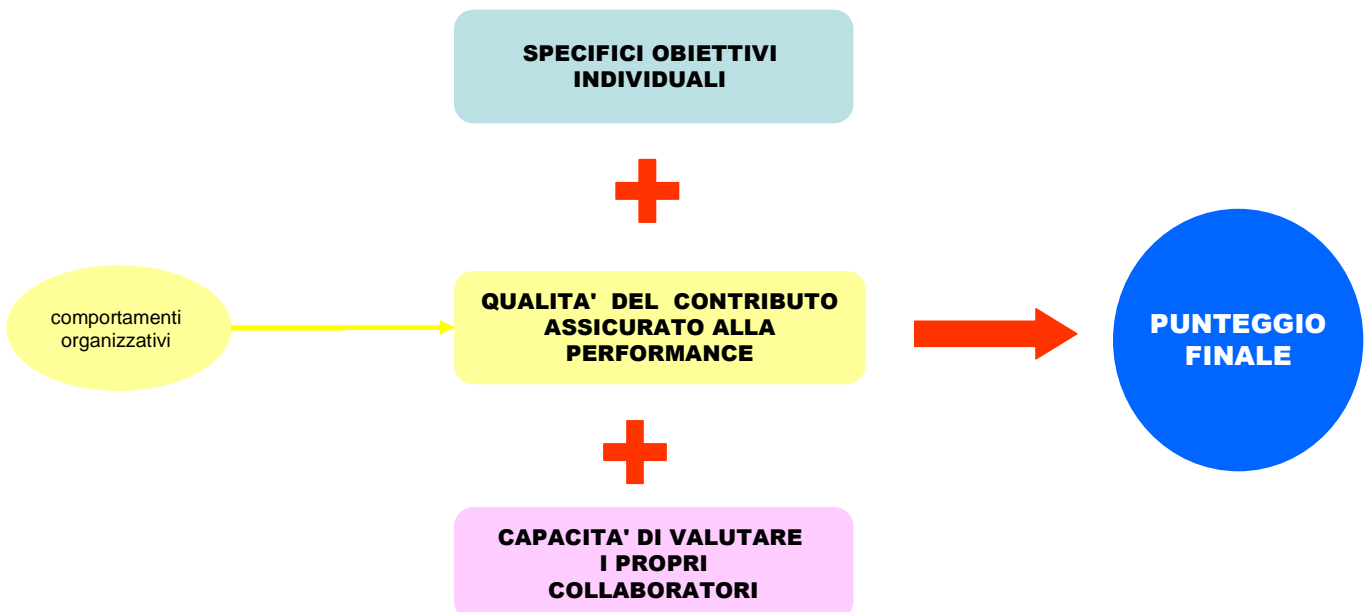 SPECIFICI OBIETTIVI
INDIVIDUALI
comportamenti
organizzativi
QUALITA' DEL CONTRIBUTO
ASSICURATO ALLA
PERFORMANCE
PUNTEGGIO
FINALE
CAPACITA' DI VALUTARE
I PROPRI
COLLABORATORI